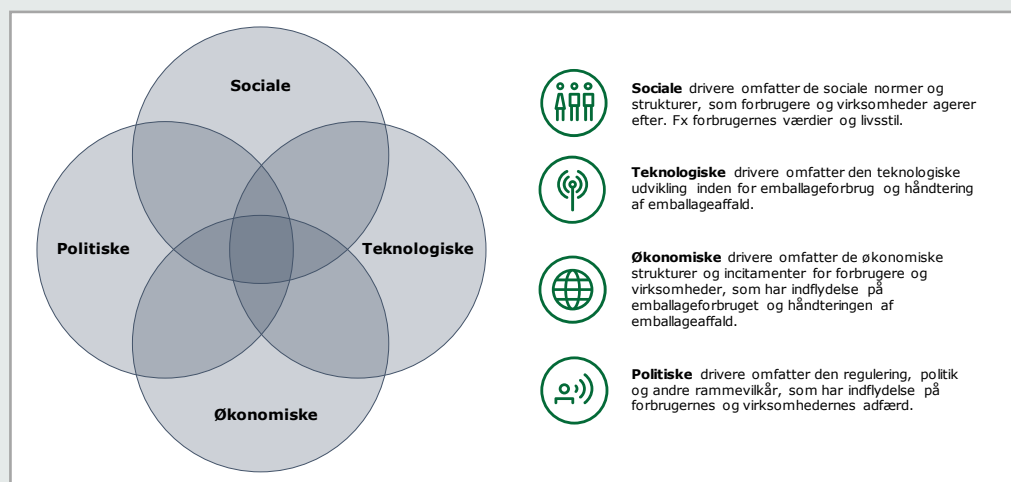 Sociale
Politiske
Teknologiske
Økonomiske
Sociale drivere omfatter de sociale normer og
strukturer, som forbrugere og virksomheder agerer
efter. Fx forbrugernes værdier og livsstil.
Teknologiske drivere omfatter den teknologiske
udvikling inden for emballageforbrug og håndtering
af emballageaffald.
Økonomiske drivere omfatter de økonomiske
strukturer og incitamenter for forbrugere og
virksomheder, som har indflydelse på
emballageforbruget og håndteringen af
emballageaffald.
Politiske drivere omfatter den regulering, politik
og andre rammevilkår, som har indflydelse på
forbrugernes og virksomhedernes adfærd.